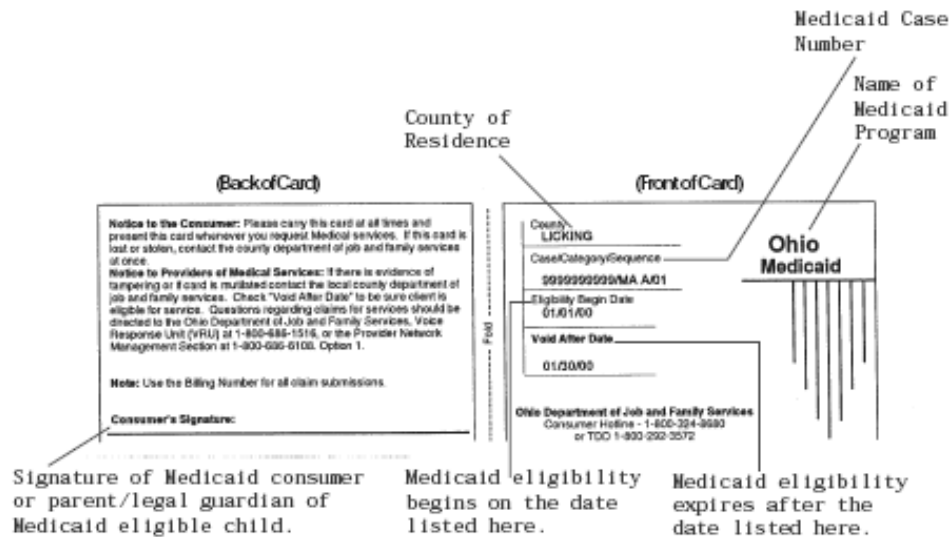 Medicaid Case
Number
Name of
Medicaid
Program
County of
Residence
(Back of Card)
(Front of Card)
Notice to the Consumer: Please carry this card at all times and
present this card whenever you request Medical services. If this card is
lost or stolen, contact the county department of job and family services
at once.
Notice to Providers of Medical Services: If there is evidence of
tampering or if card is mutilated contact the local county department of
job and family services. Check "Void After Date" to be sure client is
eligible for service. Questions regarding claims for services should be
directed to the Ohio Department of Job and Family Services, Voice
Response Unit (VRU) at 1-800-686-1516, or the Provider Network
Management Section at 1-800-686-6108. Option 1.
Note: Use the Billing Number for all claim submissions.
Consumer's Signature:
Fold
County
LICKING
Case/Category/Sequence
9999999999/MA A/01
Eligibility Begin Date
01/01/00
Void After Date
01/30/00
Ohio
Medicaid
Ohio Department of Job and Family Services
Consumer Hotline - 1-800-324-8680
or TDD 1-800-292-3572
Signature of Medicaid consumer
or parent/legal guardian of
Medicaid eligible child.
Medicaid eligibility
begins on the date
listed here.
Medicaid eligibility
expires after the
date listed here.